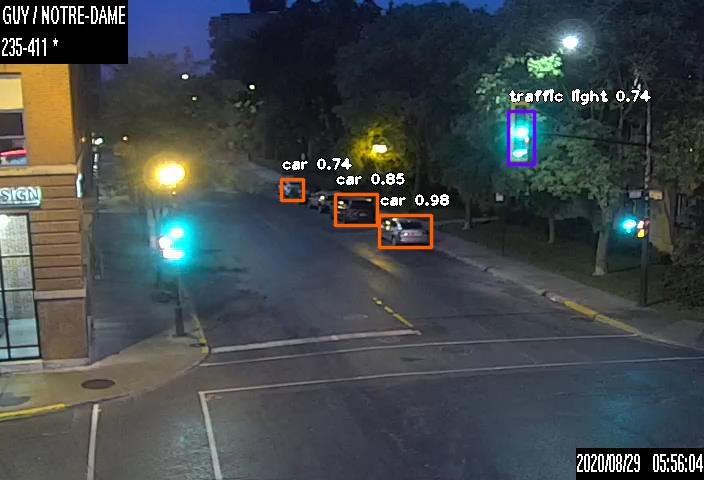 GUY / NOTRE-DAME
235-411 *
traffic light 0.74
car 0.74
car 0.85
car 0.98
SIGN
2020/08/29 05:56:04